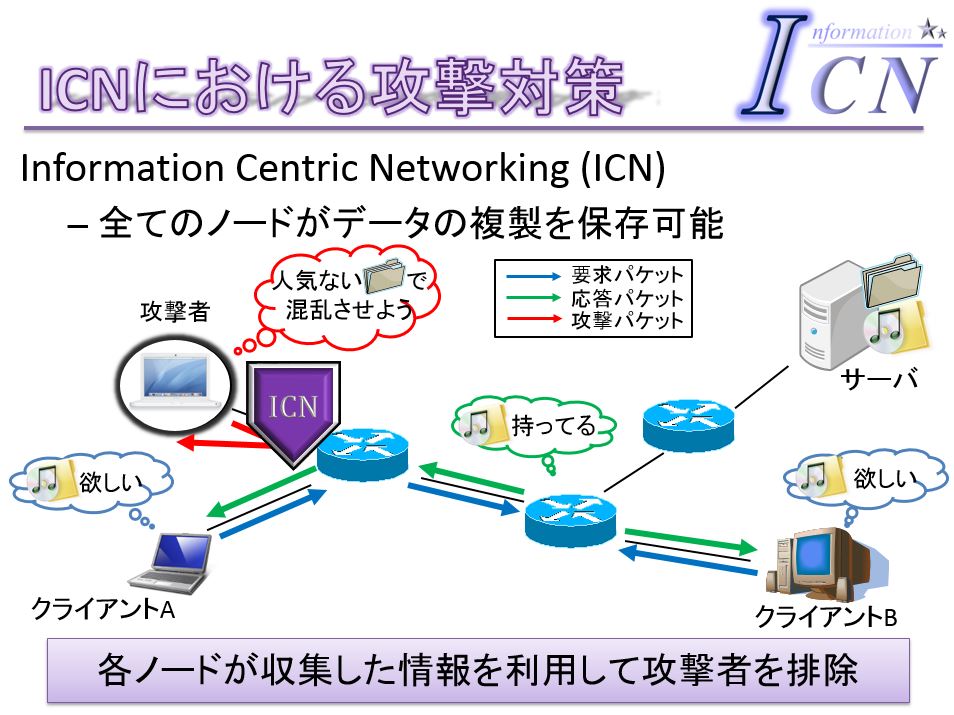 ICNにおける攻撃対策
Information
ICN
Information Centric Networking (ICN)
– 全てのノードがデータの複製を保存可能
人気ない で
混乱させよう
攻撃者
要求パケット
応答パケット
攻撃パケット
サーバ
ICN
持ってる
欲しい
欲しい
クライアントA
クライアントB
各ノードが収集した情報を利用して攻撃者を排除